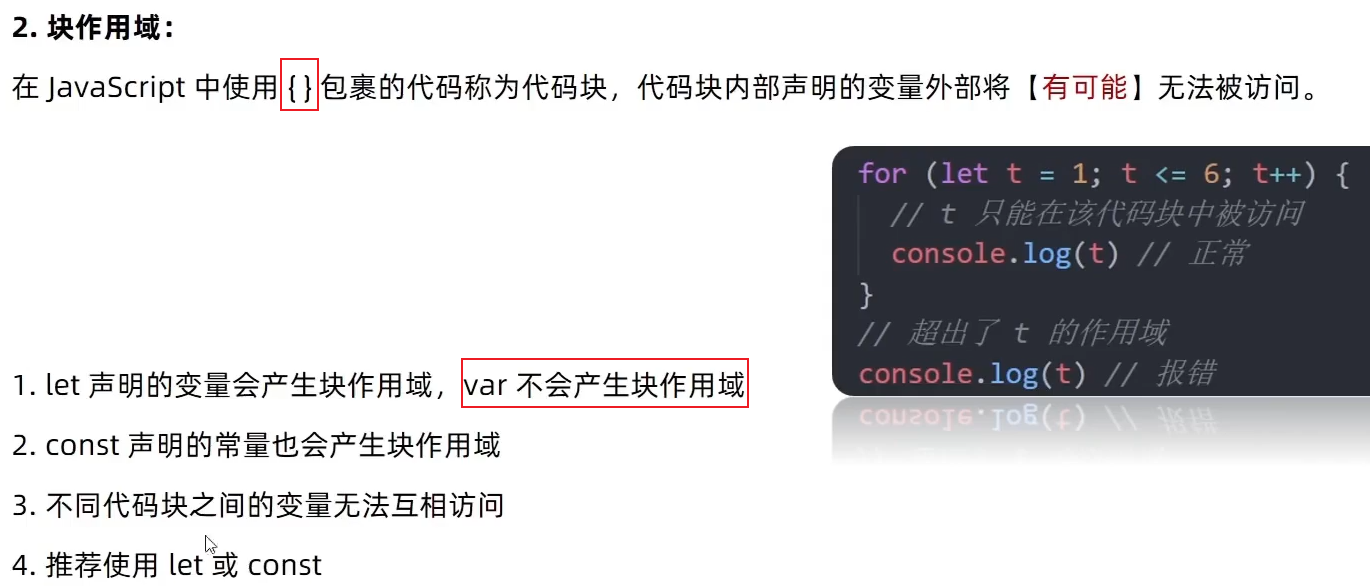 2. 块作用域：
在 JavaScript 中使用 { } 包裹的代码称为代码块，代码块内部声明的变量外部将【有可能】无法被访问。
for (let t = 1; t <= 6; t++) {
// t 只能在该代码块中被访问
console.log(t) // 正常
}
// 超出了 t 的作用域
console.log(t) // 报错
1. let 声明的变量会产生块作用域，var 不会产生块作用域
2. const 声明的常量也会产生块作用域
3. 不同代码块之间的变量无法互相访问
4. 推荐使用 let 或 const